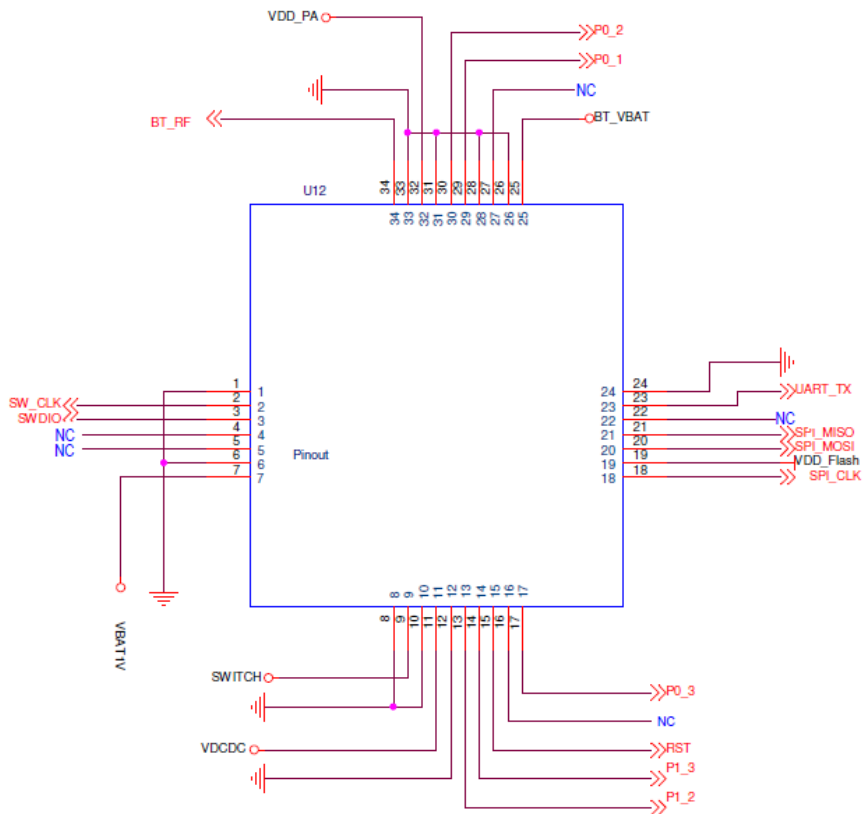 VDD_PA
P0_2
P0_1
NC
BT_RF
BT_VBAT
U12
34 33 32 31 30 29 28 27 26 25
34 33 32 31 30 29 28 27 26 25
1 1
SW_CLK 2 2
SWDIO 3 3
NC 4 4
NC 5 5
6 6
7 7
Pinout
24 24
23 23 UART_TX
22 22 NC
21 21 SPI_MISO
20 20 SPI_MOSI
19 19 VDD_Flash
18 18 SPI_CLK
8 9 10 11 12 13 14 15 16 17
8 9 10 11 12 13 14 15 16 17
VBAT1V
SWITCH
P0_3
NC
VDCDC
RST
P1_3
P1_2